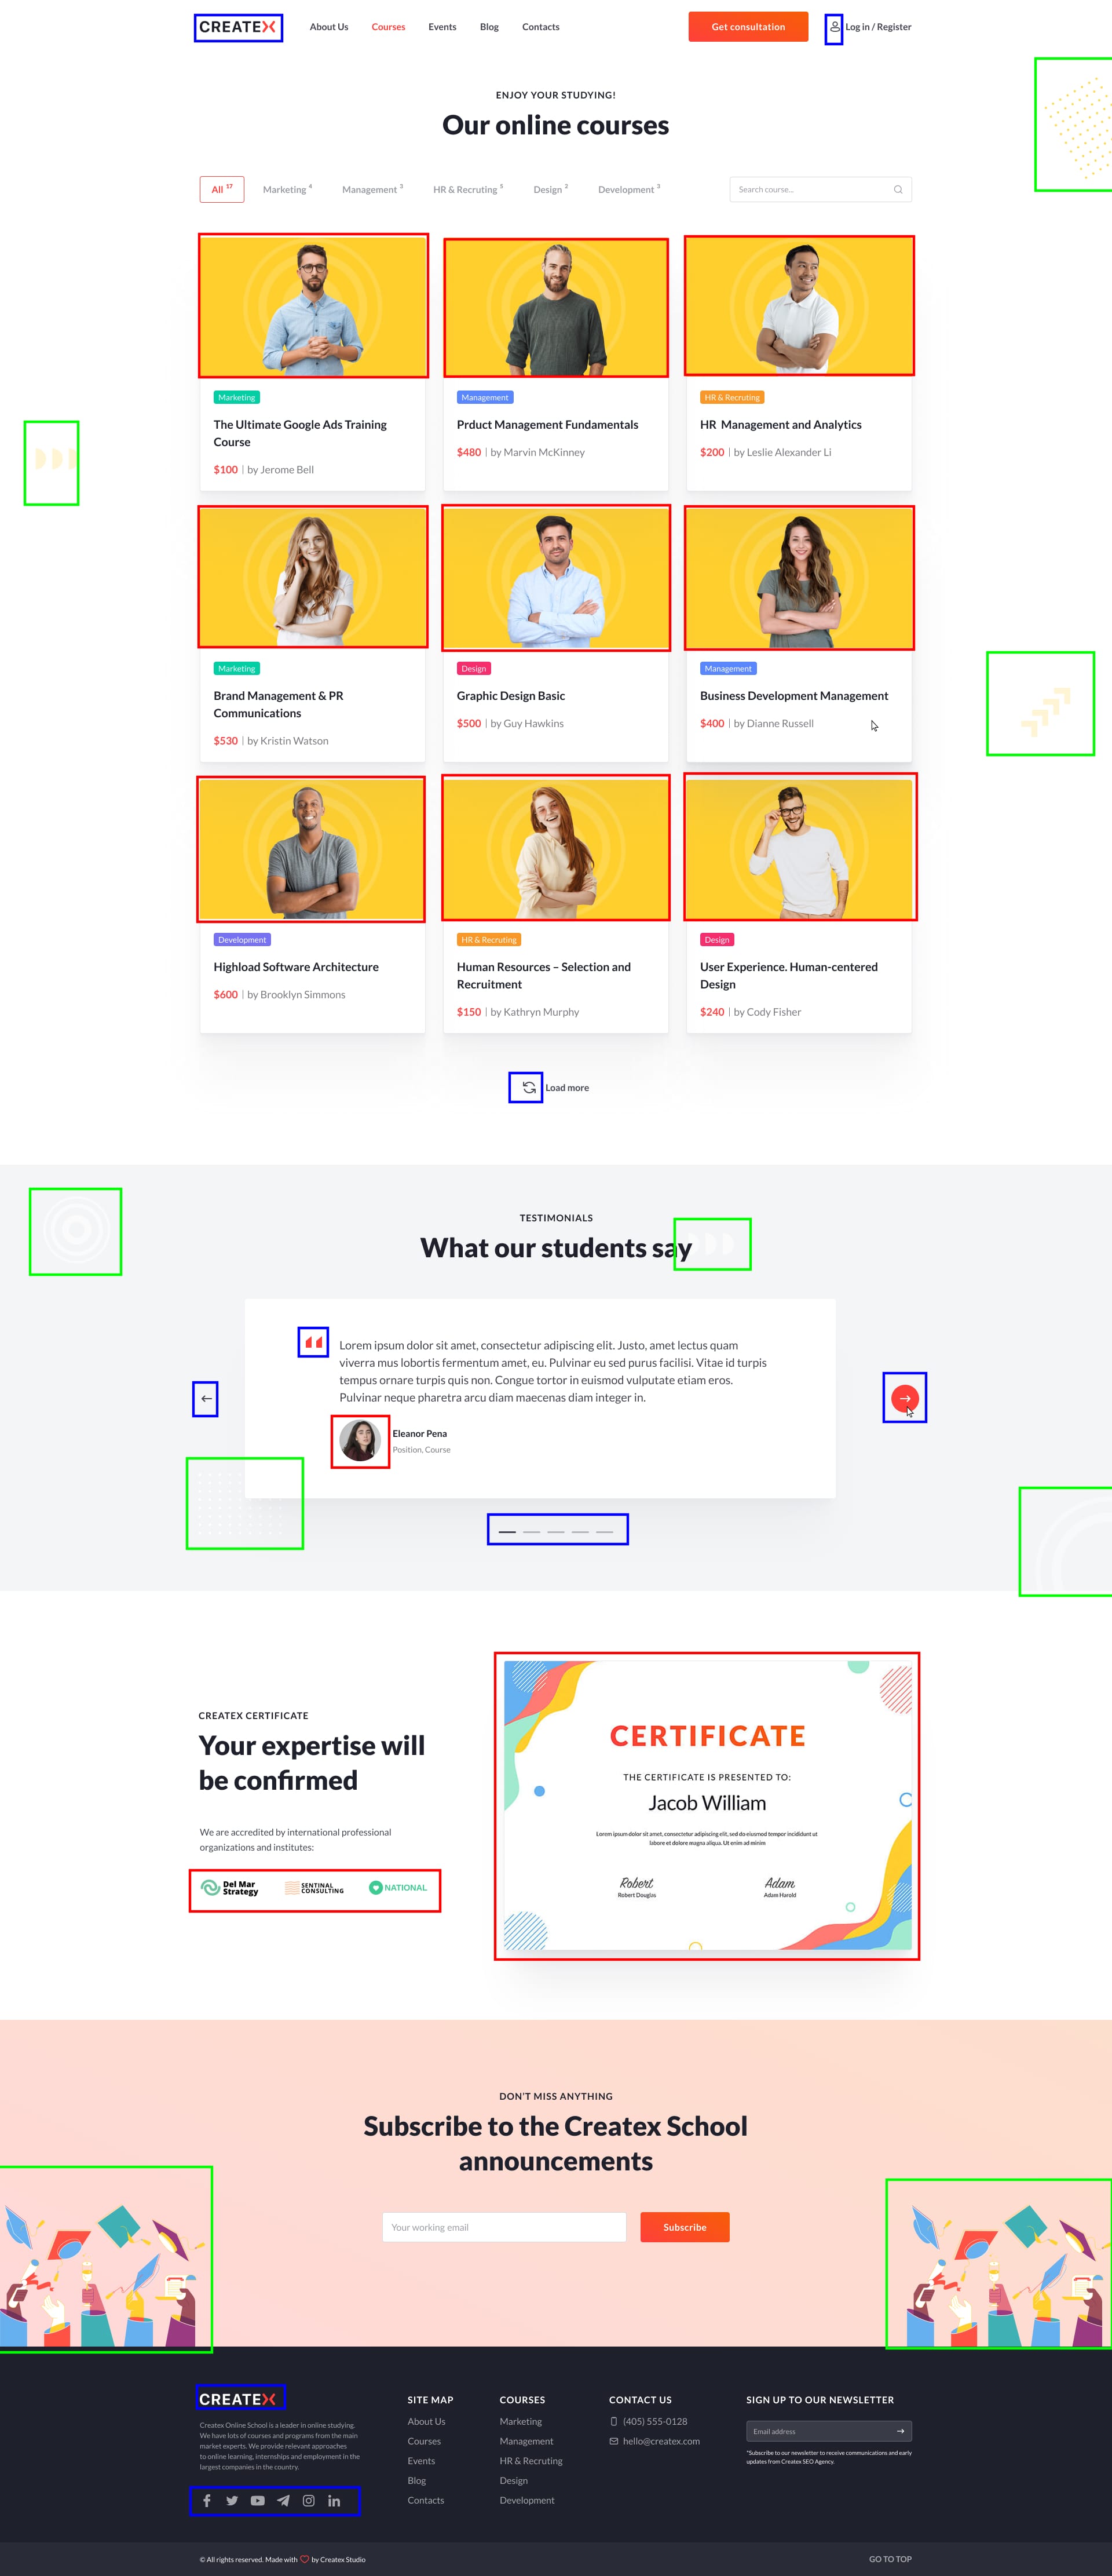 CREATEX
About Us
Courses
Events
Blog
Contacts
Get consultation
Log in / Register
ENJOY YOUR STUDYING!
Our online courses
All 17
Marketing 4
Management 3
HR & Recruting 5
Design 2
Development 3
Search course...
Marketing
The Ultimate Google Ads Training
Course
$100 | by Jerome Bell
Management
Prduct Management Fundamentals
$480 | by Marvin McKinney
HR & Recruting
HR Management and Analytics
$200 | by Leslie Alexander Li
Marketing
Brand Management & PR
Communications
$530 | by Kristin Watson
Design
Graphic Design Basic
$500 | by Guy Hawkins
Management
Business Development Management
$400 | by Dianne Russell
Development
Highload Software Architecture
$600 | by Brooklyn Simmons
HR & Recruting
Human Resources – Selection and
Recruitment
$150 | by Kathryn Murphy
Design
User Experience. Human-centered
Design
$240 | by Cody Fisher
Load more
TESTIMONIALS
What our students say
Lorem ipsum dolor sit amet, consectetur adipiscing elit. Justo, amet lectus quam
viverra mus lobortis fermentum amet, eu. Pulvinar eu sed purus facilisi. Vitae id turpis
tempus ornare turpis quis non. Congue tortor in euismod vulputate etiam eros.
Pulvinar neque pharetra arcu diam maecenas diam integer in.
Eleanor Pena
Position, Course
CREATEX CERTIFICATE
Your expertise will
be confirmed
We are accredited by international professional
organizations and institutes:
Del Mar
Strategy
SENTINAL
CONSULTING
NATIONAL
CERTIFICATE
THE CERTIFICATE IS PRESENTED TO:
Jacob William
Lorem ipsum dolor sit amet, consectetur adipiscing elit, sed do eiusmod tempor incididunt ut
labore et dolore magna aliqua. Ut enim ad minim
Robert
Robert Douglas
Adam
Adam Harold
DON'T MISS ANYTHING
Subscribe to the Createx School
announcements
Your working email
Subscribe
CREATEX
Createx Online School is a leader in online studying.
We have lots of courses and programs from the main
market experts. We provide relevant approaches
to online learning, internships and employment in the
largest companies in the country.
SITE MAP
About Us
Courses
Events
Blog
Contacts
COURSES
Marketing
Management
HR & Recruting
Design
Development
CONTACT US
(405) 555-0128
hello@createx.com
SIGN UP TO OUR NEWSLETTER
Email address
*Subscribe to our newsletter to receive communications and early
updates from Createx SEO Agency.
© All rights reserved. Made with
by Createx Studio
GO TO TOP